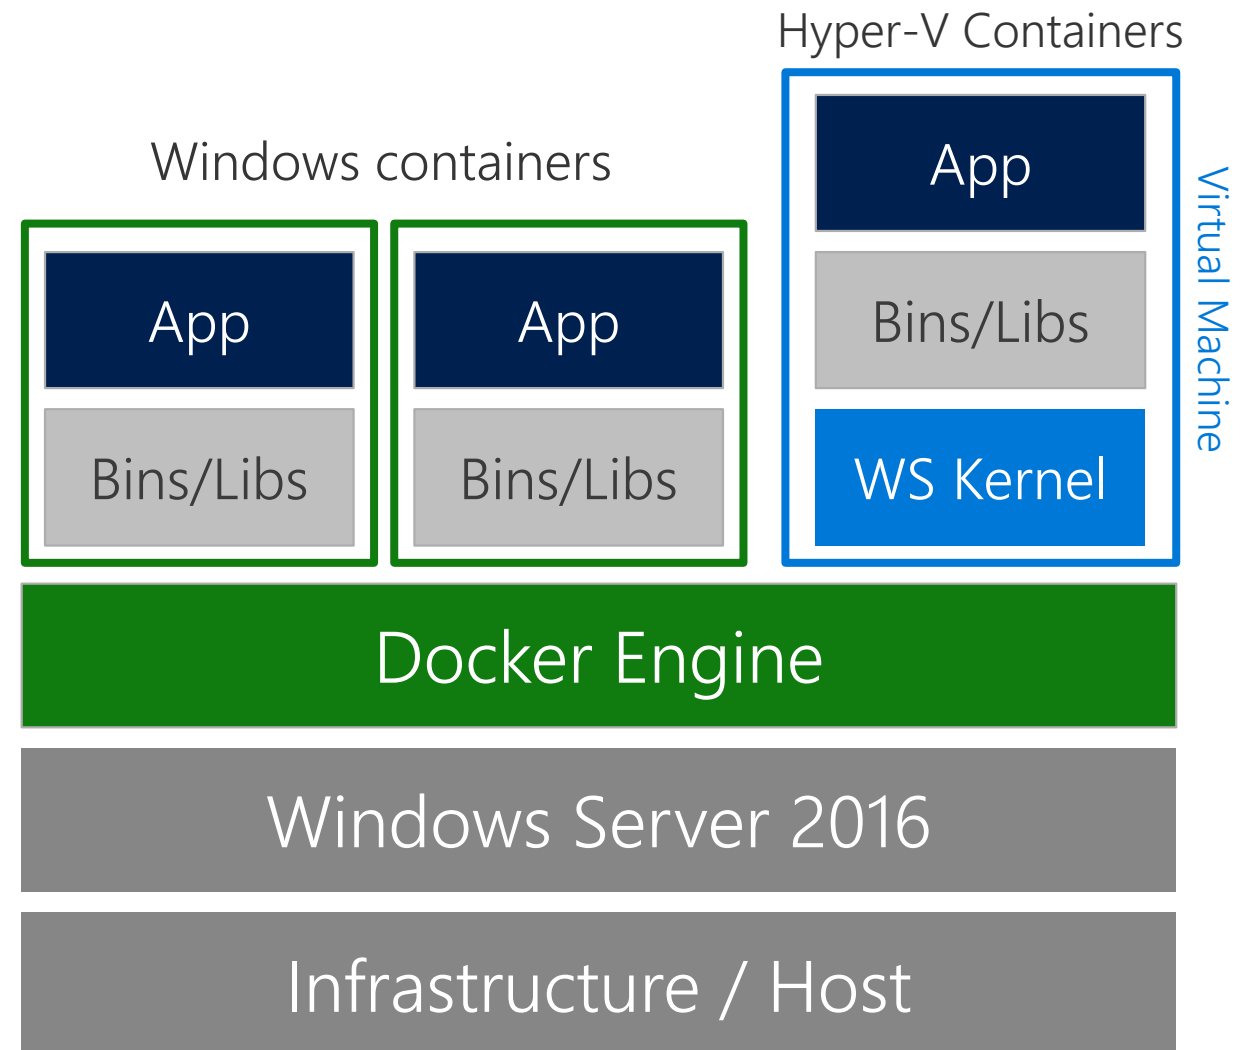 Hyper-V Containers
Windows containers
App
Virtual Machine
App
App
Bins/Libs
Bins/Libs
Bins/Libs
WS Kernel
Docker Engine
Windows Server 2016
Infrastructure / Host